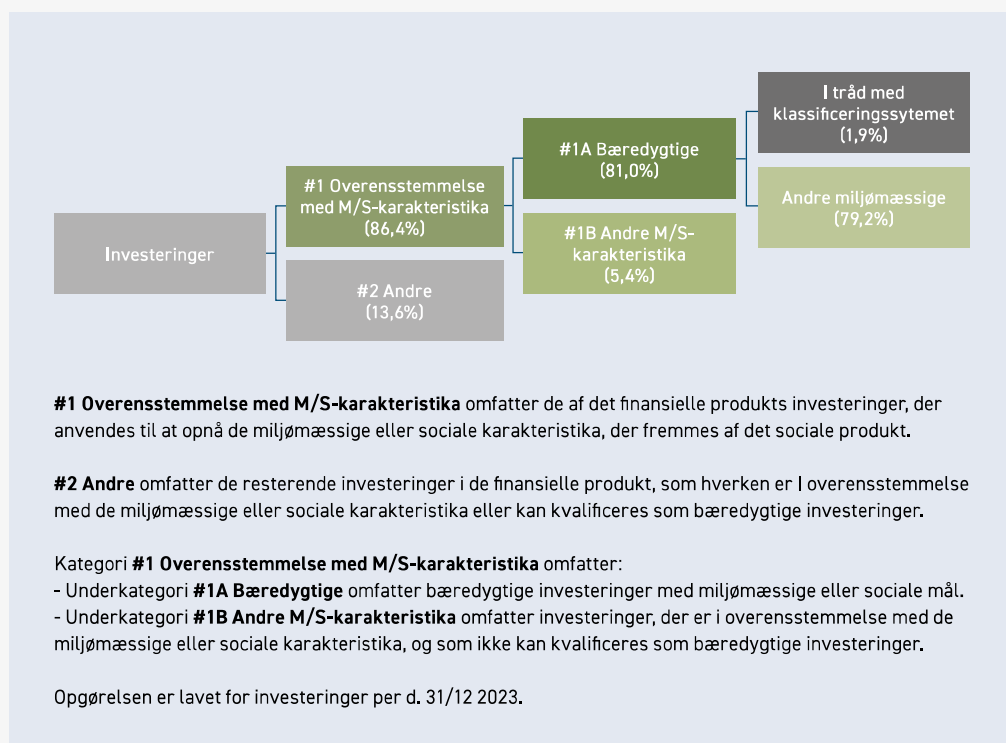 Investeringer
#1 Overensstemmelse
med M/S-karakteristika
(86,4%)
#2 Andre
(13,6%)
#1A Bæredygtige
(81,0%)
#1B Andre M/S-
karakteristika
(5,4%)
I tråd med
klassificeringssytemet
(1,9%)
Andre miljømæssige
(79,2%)
#1 Overensstemmelse med M/S-karakteristika omfatter de af det finansielle produkts investeringer, der
anvendes til at opnå de miljømæssige eller sociale karakteristika, der fremmes af det sociale produkt.
#2 Andre omfatter de resterende investeringer i de finansielle produkt, som hverken er I overensstemmelse
med de miljømæssige eller sociale karakteristika eller kan kvalificeres som bæredygtige investeringer.
Kategori #1 Overensstemmelse med M/S-karakteristika omfatter:
- Underkategori #1A Bæredygtige omfatter bæredygtige investeringer med miljømæssige eller sociale mål.
- Underkategori #1B Andre M/S-karakteristika omfatter investeringer, der er i overensstemmelse med de
miljømæssige eller sociale karakteristika, og som ikke kan kvalificeres som bæredygtige investeringer.
Opgørelsen er lavet for investeringer per d. 31/12 2023.